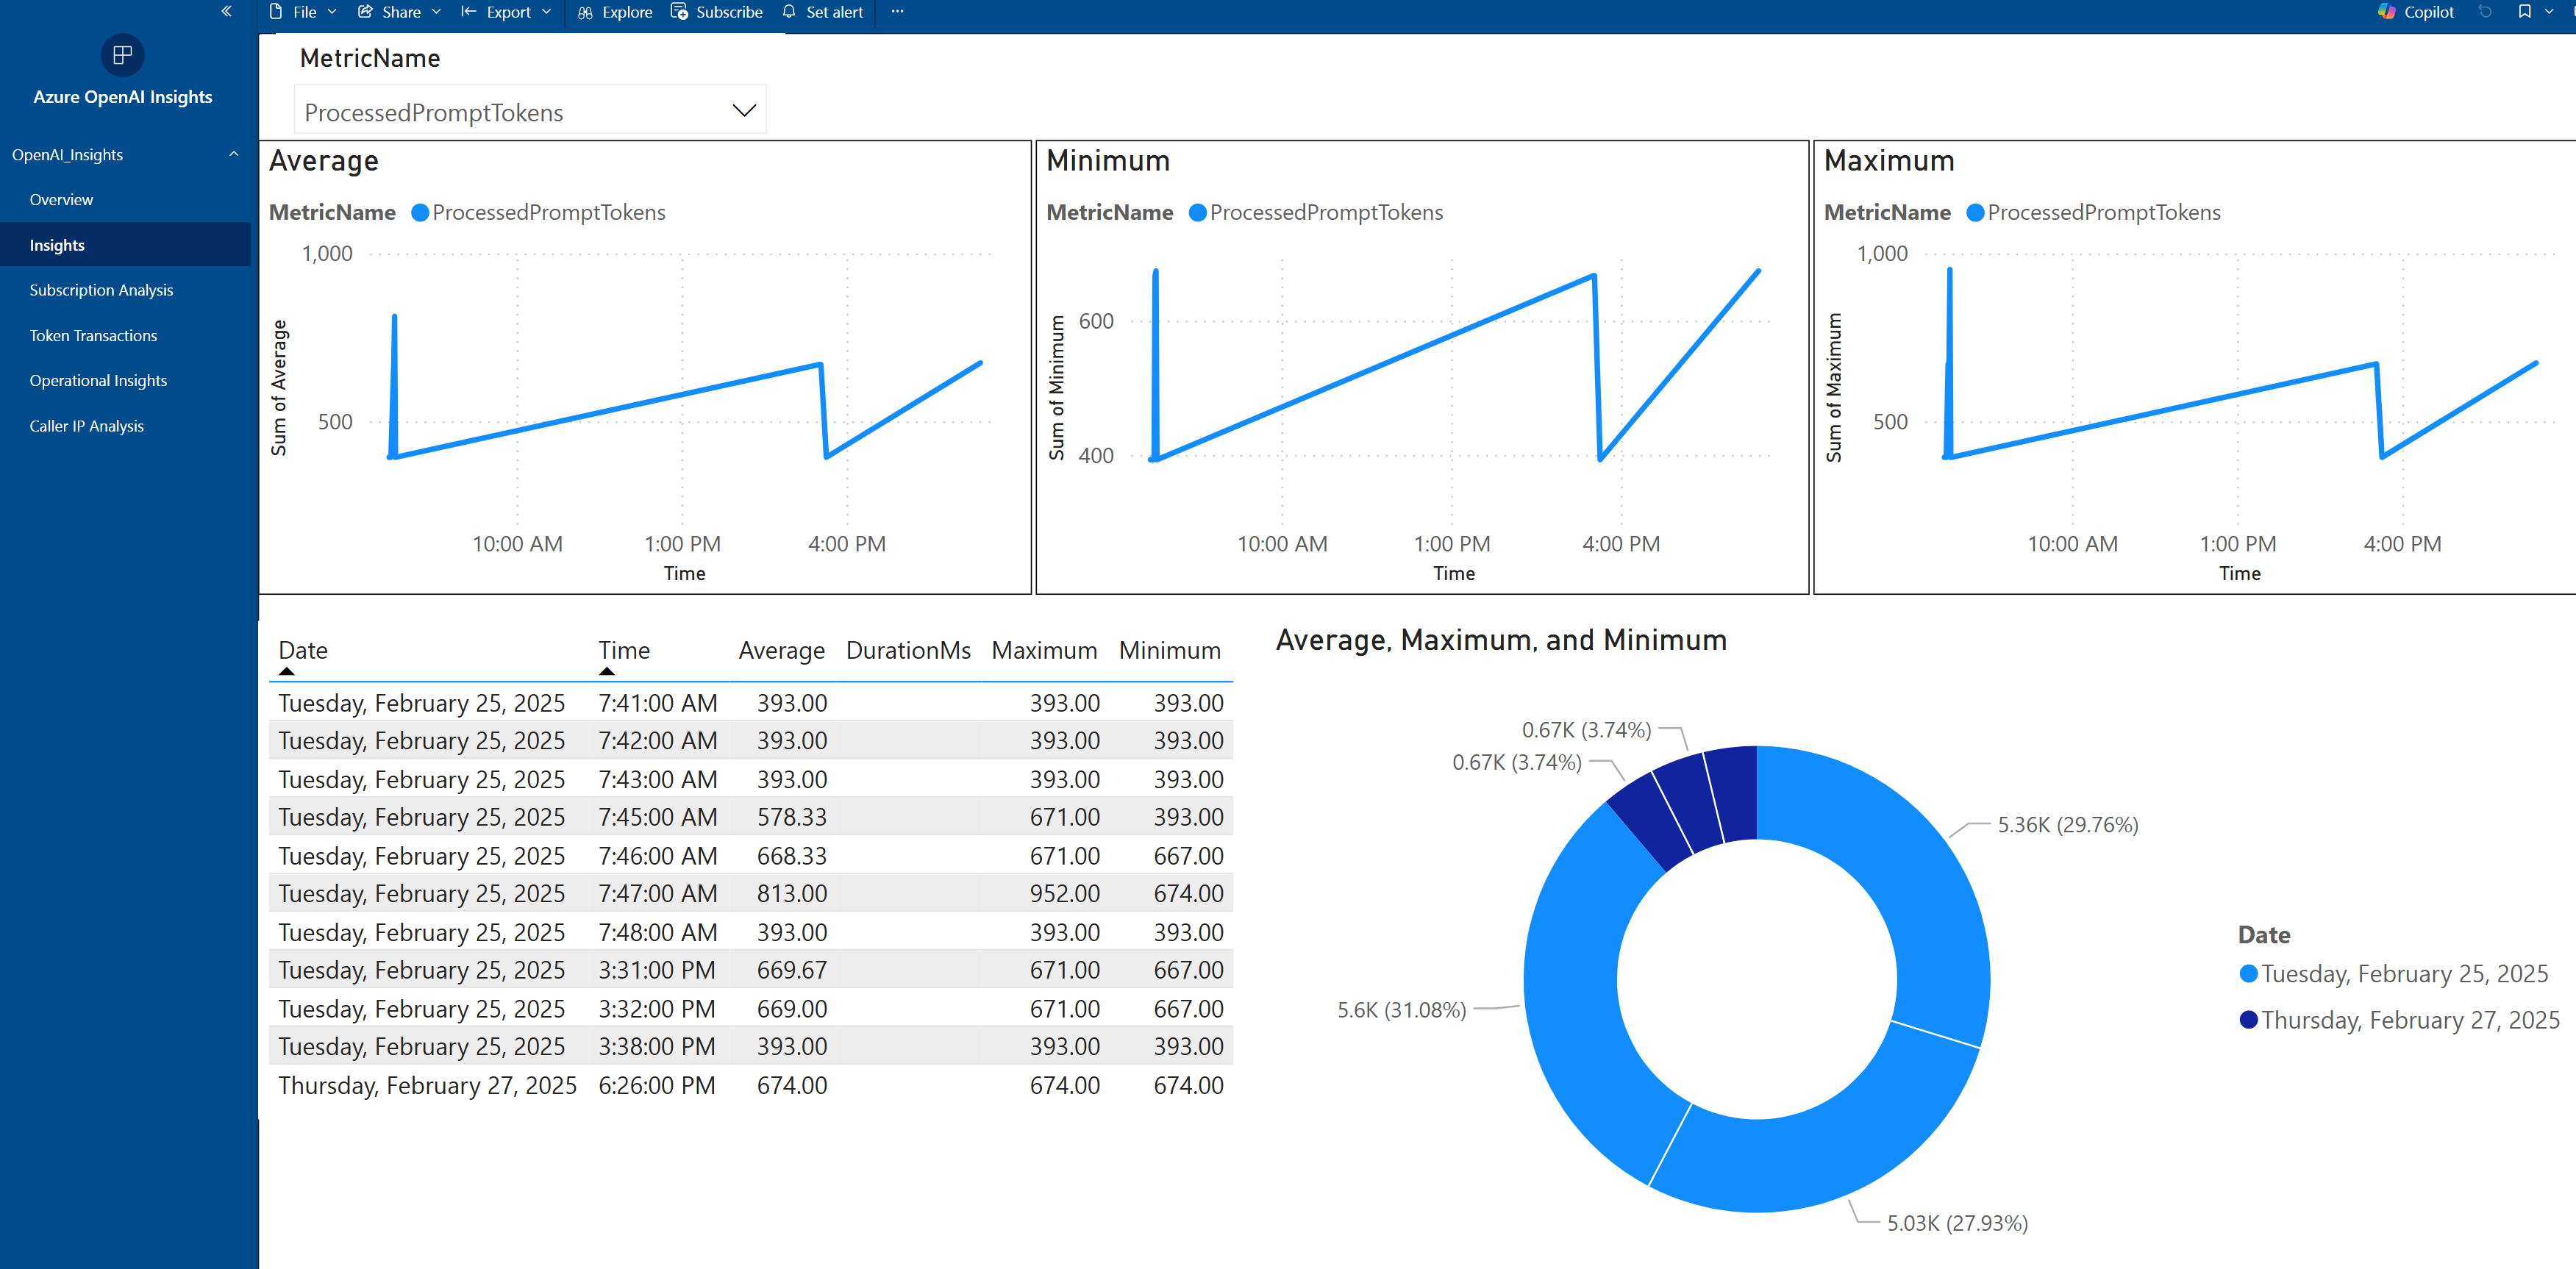 File Share Export Explore Subscribe Set alert ... Copilot
Azure OpenAI Insights
OpenAI_Insights
Overview
Insights
Subscription Analysis
Token Transactions
Operational Insights
Caller IP Analysis
MetricName
ProcessedPromptTokens
Average
MetricName ProcessedPromptTokens
Sum of Average
1,000
500
10:00 AM 1:00 PM 4:00 PM
Time
Minimum
MetricName ProcessedPromptTokens
Sum of Minimum
600
400
10:00 AM 1:00 PM 4:00 PM
Time
Maximum
MetricName ProcessedPromptTokens
Sum of Maximum
1,000
500
10:00 AM 1:00 PM 4:00 PM
Time
Date Time Average DurationMs Maximum Minimum
Tuesday, February 25, 2025 7:41:00 AM 393.00 393.00 393.00
Tuesday, February 25, 2025 7:42:00 AM 393.00 393.00 393.00
Tuesday, February 25, 2025 7:43:00 AM 393.00 393.00 393.00
Tuesday, February 25, 2025 7:45:00 AM 578.33 671.00 393.00
Tuesday, February 25, 2025 7:46:00 AM 668.33 671.00 667.00
Tuesday, February 25, 2025 7:47:00 AM 813.00 952.00 674.00
Tuesday, February 25, 2025 7:48:00 AM 393.00 393.00 393.00
Tuesday, February 25, 2025 3:31:00 PM 669.67 671.00 667.00
Tuesday, February 25, 2025 3:32:00 PM 669.00 671.00 667.00
Tuesday, February 25, 2025 3:38:00 PM 393.00 393.00 393.00
Thursday, February 27, 2025 6:26:00 PM 674.00 674.00 674.00
Average, Maximum, and Minimum
0.67K (3.74%)
0.67K (3.74%)
5.36K (29.76%)
5.6K (31.08%)
5.03K (27.93%)
Date
Tuesday, February 25, 2025
Thursday, February 27, 2025